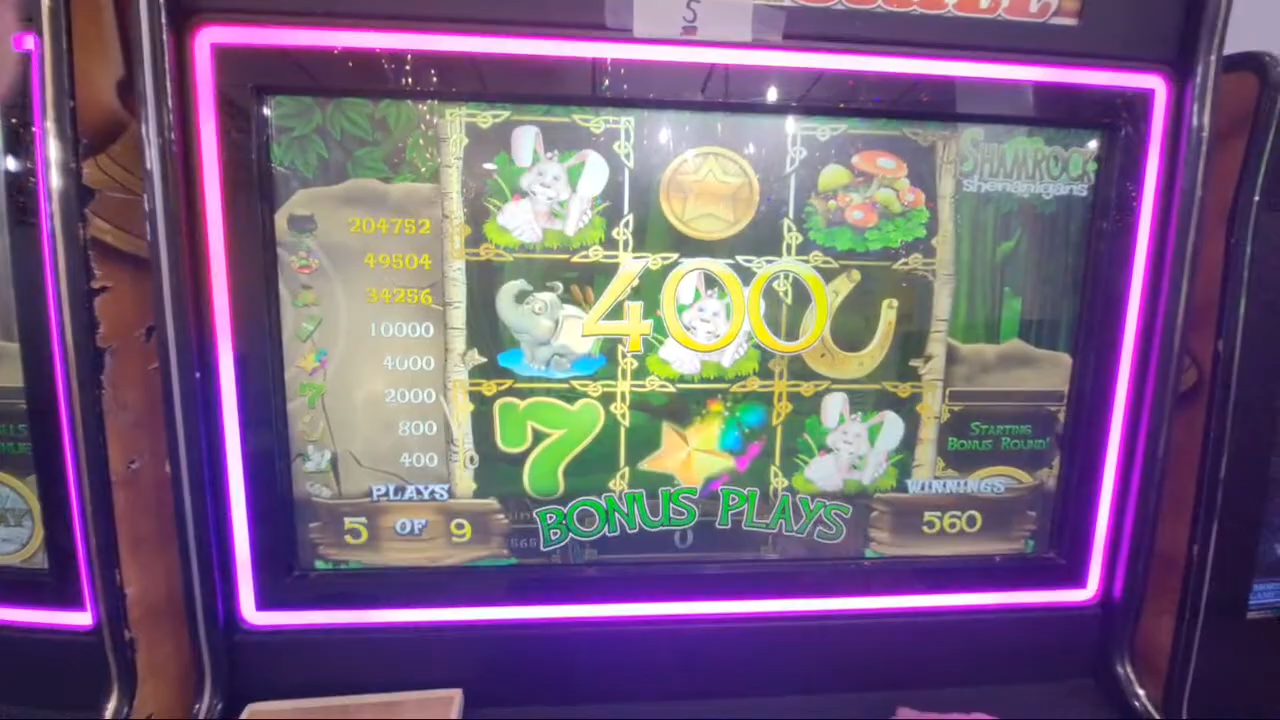 5
SHAMROCK
shenanigans
204752
49504
34256
10000
4000
2000
800
400
400
7
STARTING
BONUS ROUND!
PLAYS
5 OF 9
BONUS PLAYS
0
WINNINGS
560